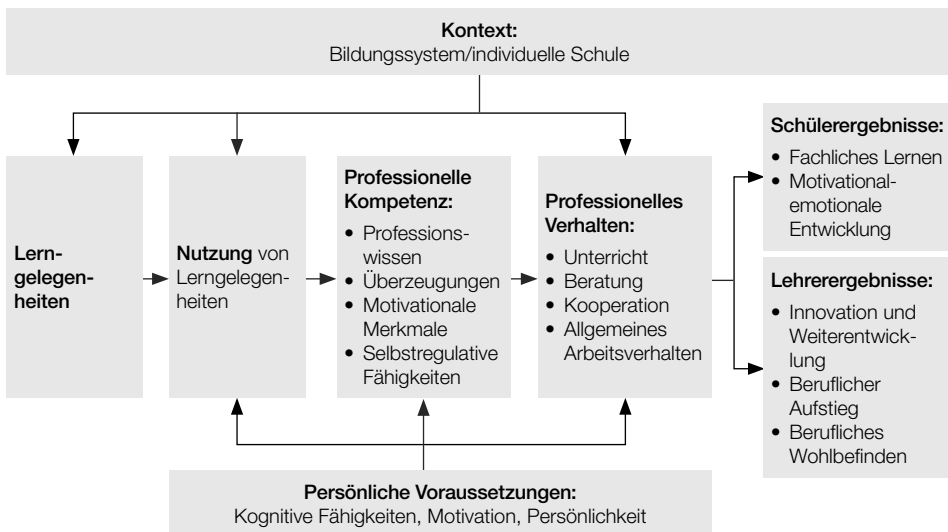 Kontext:
Bildungssystem/individuelle Schule
Lern-
gelegen-
heiten
Nutzung von
Lerngelegen-
heiten
Professionelle
Kompetenz:
• Professions-
wissen
• Überzeugungen
• Motivationale
Merkmale
• Selbstregulative
Fähigkeiten
Professionelles
Verhalten:
• Unterricht
• Beratung
• Kooperation
• Allgemeines
Arbeitsverhalten
Schülerergebnisse:
• Fachliches Lernen
• Motivational-
emotionale
Entwicklung
Lehrerergebnisse:
• Innovation und
Weiterentwick-
lung
• Beruflicher
Aufstieg
• Berufliches
Wohlbefinden
Persönliche Voraussetzungen:
Kognitive Fähigkeiten, Motivation, Persönlichkeit